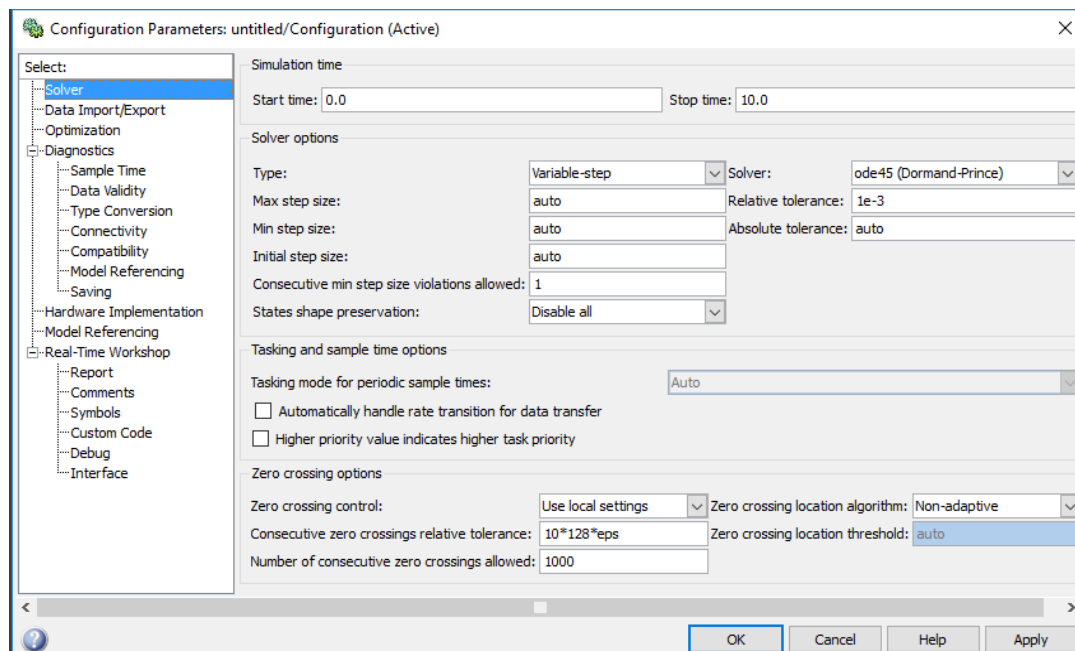 Configuration Parameters: untitled/Configuration (Active)
Select:
Solver
Data Import/Export
Optimization
Diagnostics
Sample Time
Data Validity
Type Conversion
Connectivity
Compatibility
Model Referencing
Saving
Hardware Implementation
Model Referencing
Real-Time Workshop
Report
Comments
Symbols
Custom Code
Debug
Interface
Simulation time
Start time: 0.0 Stop time: 10.0
Solver options
Type: Variable-step Solver: ode45 (Dormand-Prince)
Max step size: auto Relative tolerance: 1e-3
Min step size: auto Absolute tolerance: auto
Initial step size: auto
Consecutive min step size violations allowed: 1
States shape preservation: Disable all
Tasking and sample time options
Tasking mode for periodic sample times: Auto
Automatically handle rate transition for data transfer
Higher priority value indicates higher task priority
Zero crossing options
Zero crossing control: Use local settings Zero crossing location algorithm: Non-adaptive
Consecutive zero crossings relative tolerance: 10*128*eps Zero crossing location threshold: auto
Number of consecutive zero crossings allowed: 1000
OK Cancel Help Apply